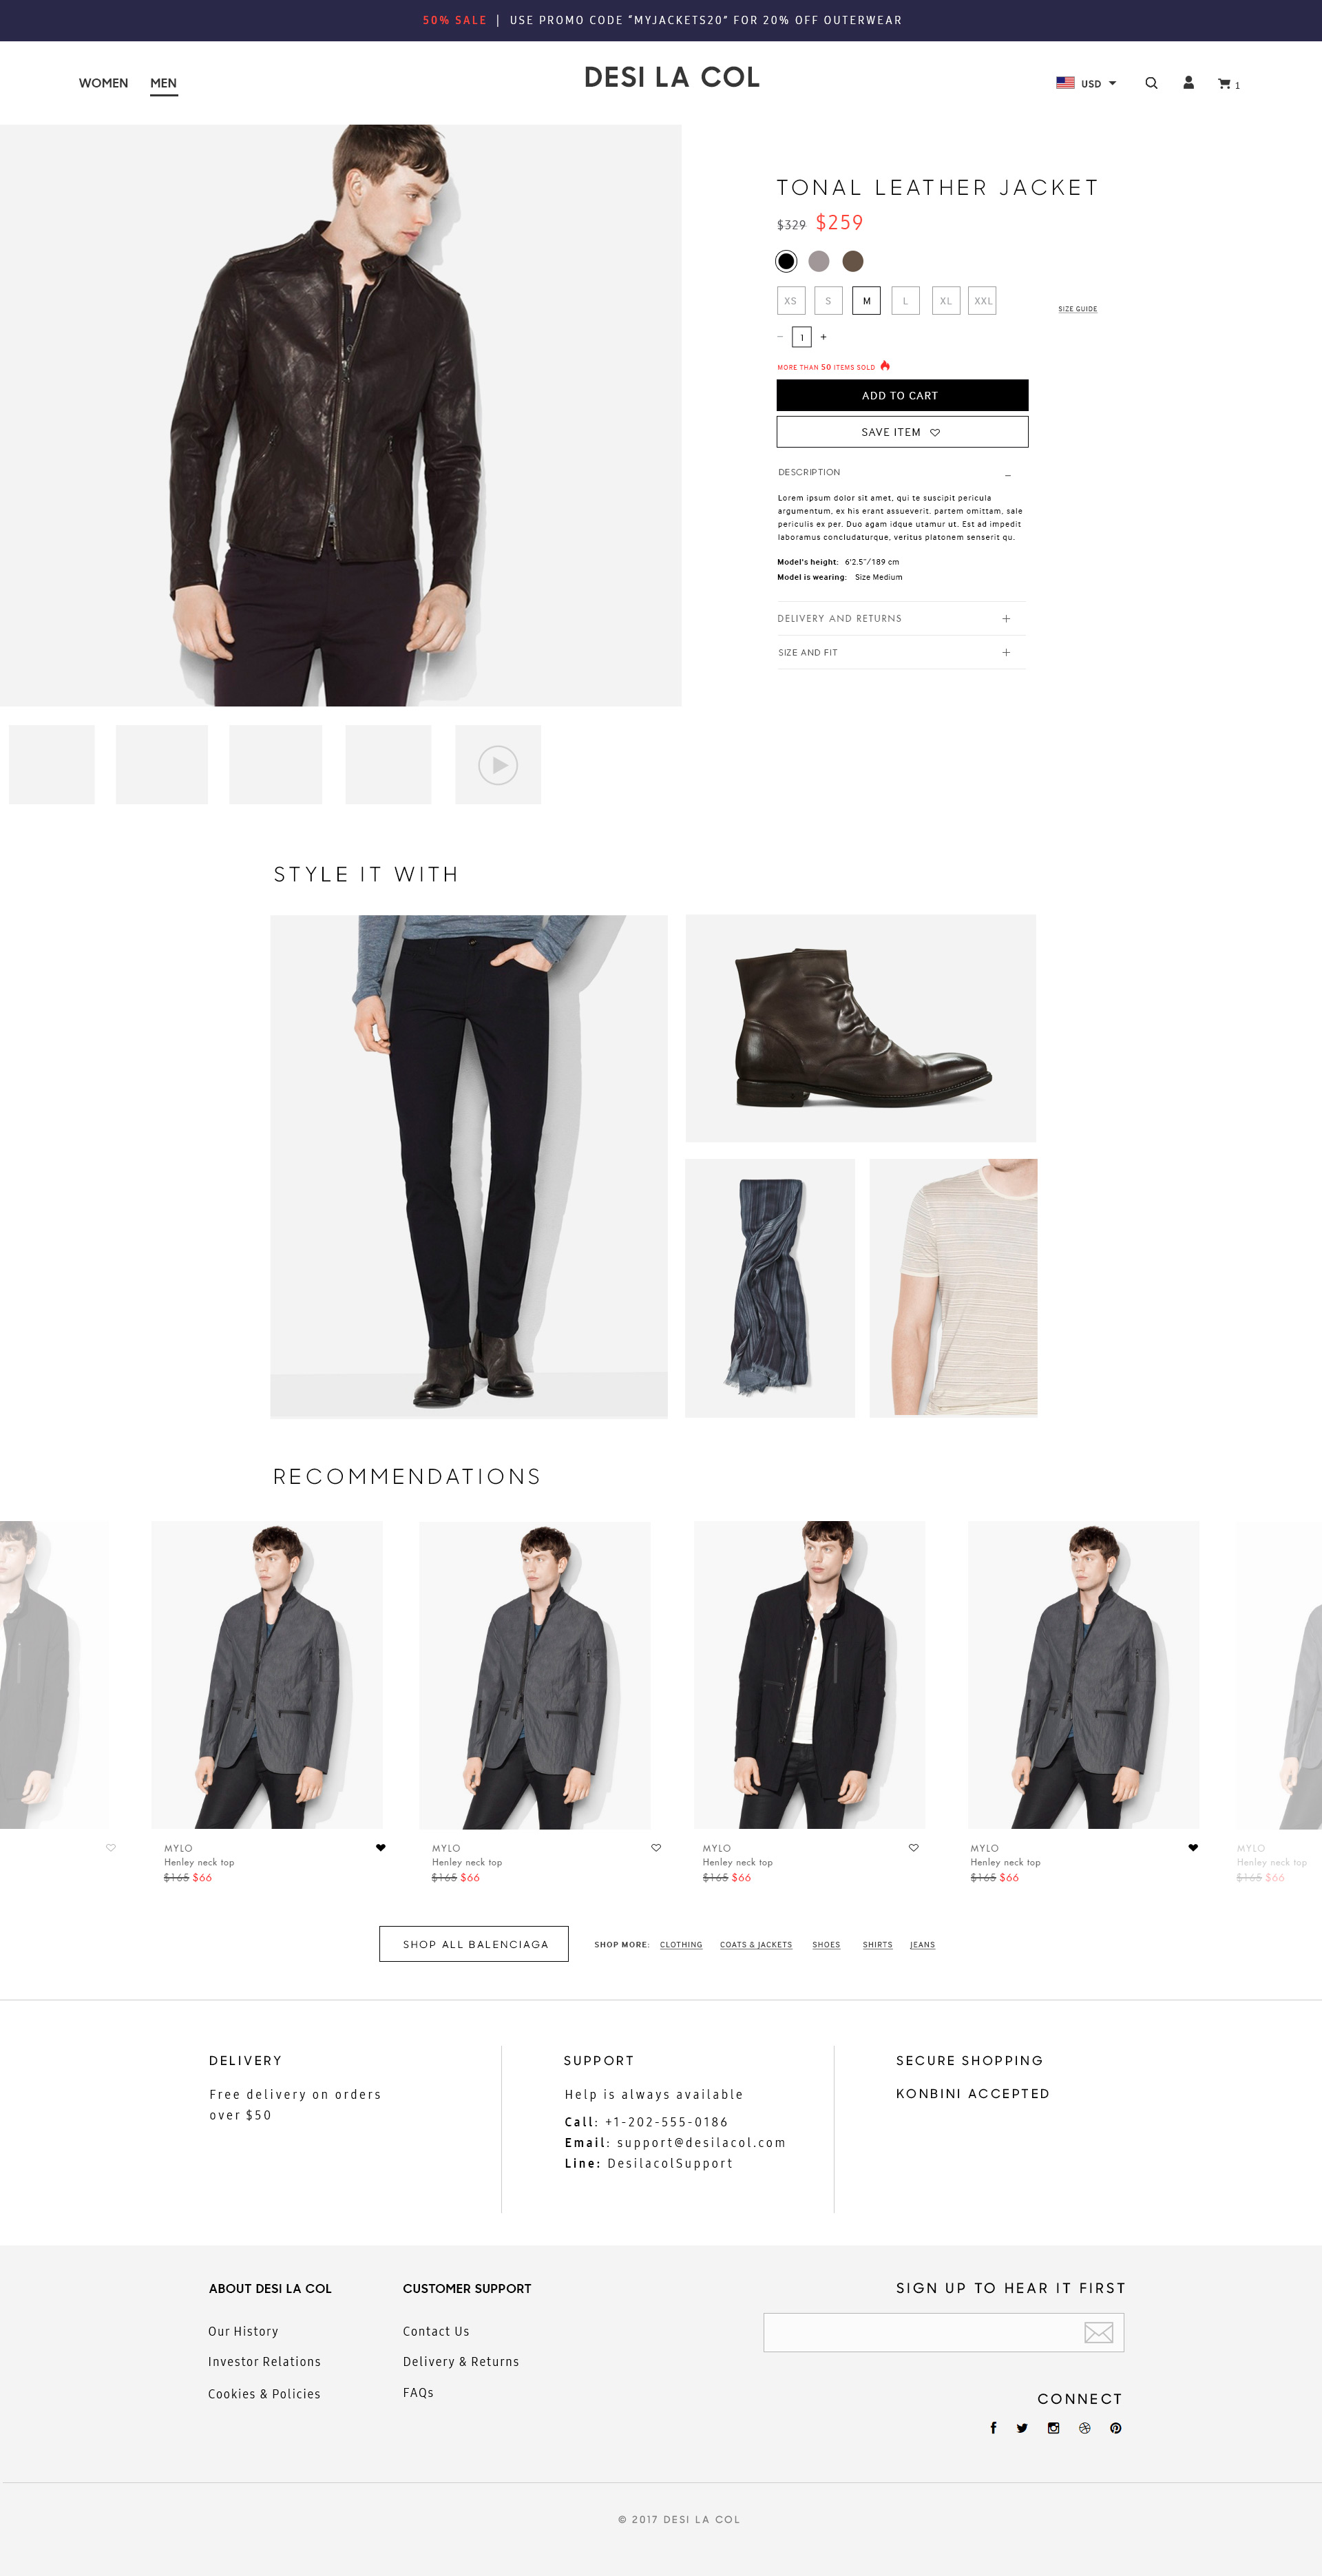 50% SALE | USE PROMO CODE “MYJACKETS20” FOR 20% OFF OUTERWEAR
WOMEN MEN
DESI LA COL
USD 1
TONAL LEATHER JACKET
$329 $259
XS S M L XL XXL
SIZE GUIDE
− 1 +
MORE THAN 50 ITEMS SOLD
ADD TO CART
SAVE ITEM
DESCRIPTION −
Lorem ipsum dolor sit amet, qui te suscipit pericula
argumentum, ex his erant assueverit. partem omittam, sale
periculis ex per. Duo agam idque utamur ut. Est ad impedit
laboramus concludaturque, veritus platonem senserit qu.
Model's height: 6'2.5"/189 cm
Model is wearing: Size Medium
DELIVERY AND RETURNS +
SIZE AND FIT +
STYLE IT WITH
RECOMMENDATIONS
MYLO
Henley neck top
$165 $66
MYLO
Henley neck top
$165 $66
MYLO
Henley neck top
$165 $66
MYLO
Henley neck top
$165 $66
MYLO
Henley neck top
$165 $66
SHOP ALL BALENCIAGA
SHOP MORE: CLOTHING COATS & JACKETS SHOES SHIRTS JEANS
DELIVERY
Free delivery on orders
over $50
SUPPORT
Help is always available
Call: +1-202-555-0186
Email: support@desilacol.com
Line: DesilacolSupport
SECURE SHOPPING
KONBINI ACCEPTED
ABOUT DESI LA COL
Our History
Investor Relations
Cookies & Policies
CUSTOMER SUPPORT
Contact Us
Delivery & Returns
FAQs
SIGN UP TO HEAR IT FIRST
CONNECT
© 2017 DESI LA COL